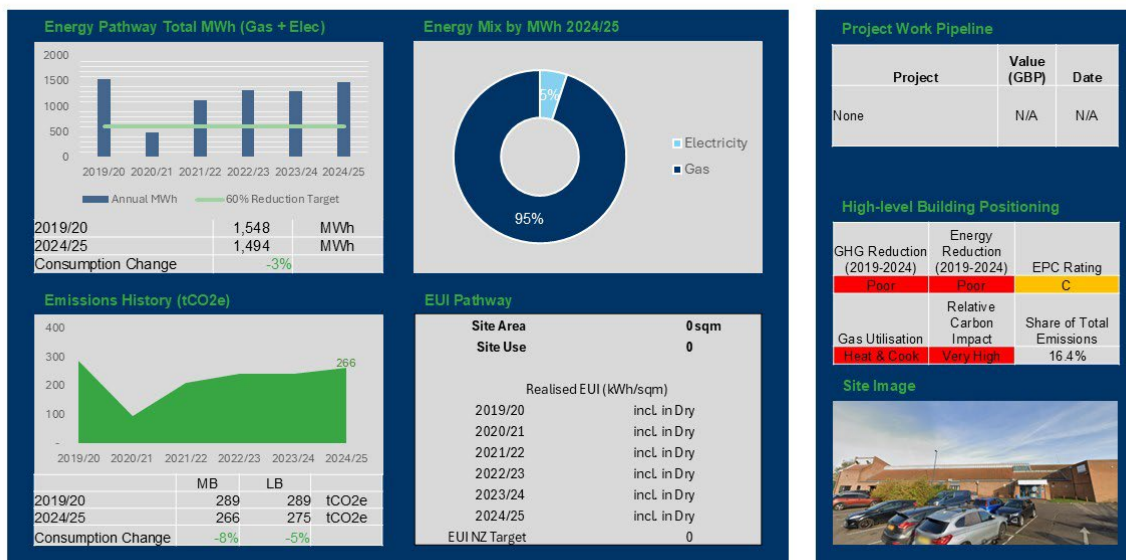 Energy Pathway Total MWh (Gas + Elec)
2000
1500
1000
500
0
2019/20 2020/21 2021/22 2022/23 2023/24 2024/25
Annual MWh 60% Reduction Target
2019/20 1,548 MWh
2024/25 1,494 MWh
Consumption Change -3%
Energy Mix by MWh 2024/25
5%
95%
Electricity
Gas
Emissions History (tCO2e)
400
300
200
100
-
266
2019/20 2020/21 2021/22 2022/23 2023/24 2024/25
MB LB
2019/20 289 289 tCO2e
2024/25 266 275 tCO2e
Consumption Change -8% -5%
EUI Pathway
Site Area 0 sqm
Site Use 0
Realised EUI (kWh/sqm)
2019/20 incl. in Dry
2020/21 incl. in Dry
2021/22 incl. in Dry
2022/23 incl. in Dry
2023/24 incl. in Dry
2024/25 incl. in Dry
EUI NZ Target 0
Project Work Pipeline
Project Value (GBP) Date
None N/A N/A
High-level Building Positioning
GHG Reduction (2019-2024) Energy Reduction (2019-2024) EPC Rating
Poor Poor C
Gas Utilisation Relative Carbon Impact Share of Total Emissions
Heat & Cook Very High 16.4%
Site Image